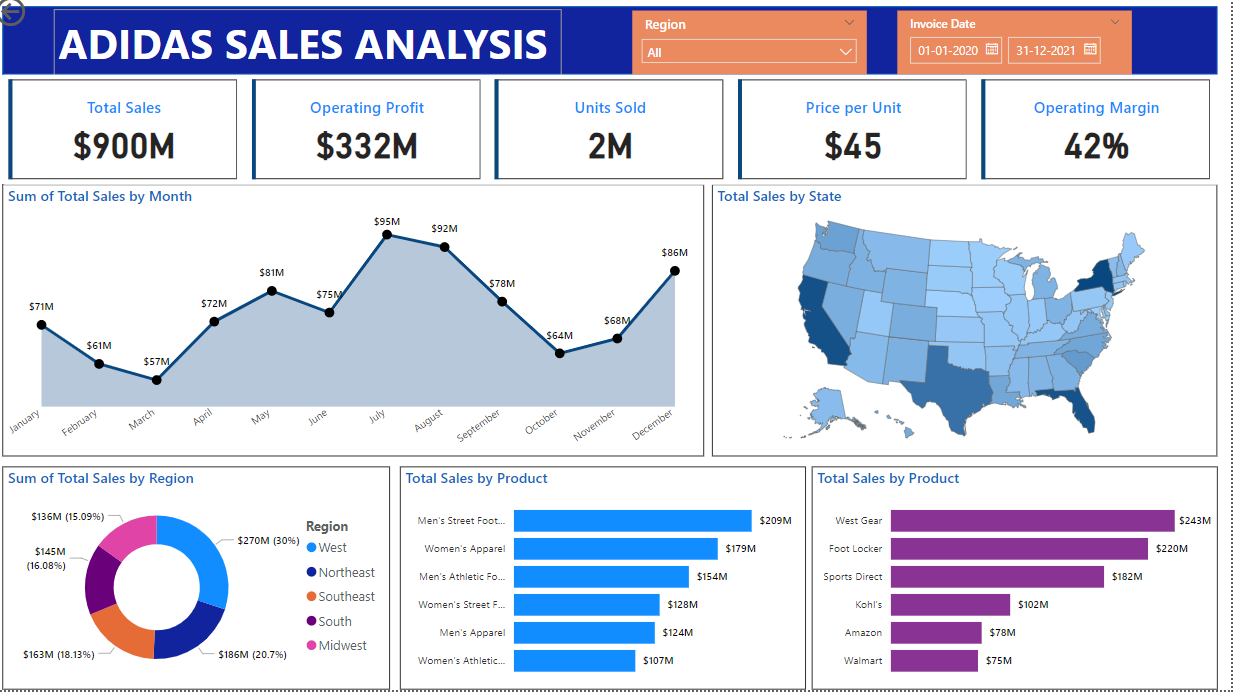 ADIDAS SALES ANALYSIS
Region
All
Invoice Date
01-01-2020
31-12-2021
Total Sales
$900M
Operating Profit
$332M
Units Sold
2M
Price per Unit
$45
Operating Margin
42%
Sum of Total Sales by Month
$71M
$61M
$57M
$72M
$81M
$75M
$95M
$92M
$78M
$64M
$68M
$86M
January
February
March
April
May
June
July
August
September
October
November
December
Total Sales by State
Sum of Total Sales by Region
$136M (15.09%)
$145M
(16.08%)
$163M (18.13%)
$270M (30%)
$186M (20.7%)
Region
West
Northeast
Southeast
South
Midwest
Total Sales by Product
Men's Street Foot... $209M
Women's Apparel $179M
Men's Athletic Fo... $154M
Women's Street F... $128M
Men's Apparel $124M
Women's Athletic... $107M
Total Sales by Product
West Gear $243M
Foot Locker $220M
Sports Direct $182M
Kohl's $102M
Amazon $78M
Walmart $75M